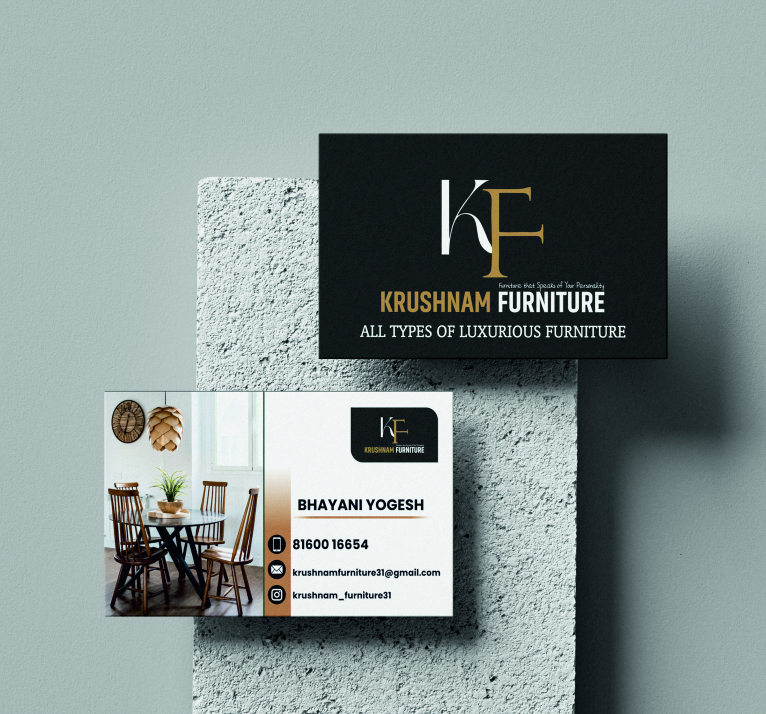 KF
Furniture that Speaks of Your Personality
KRUSHNAM FURNITURE
ALL TYPES OF LUXURIOUS FURNITURE
KF
KRUSHNAM FURNITURE
BHAYANI YOGESH
81600 16654
krushnamfurniture31@gmail.com
krushnam_furniture31